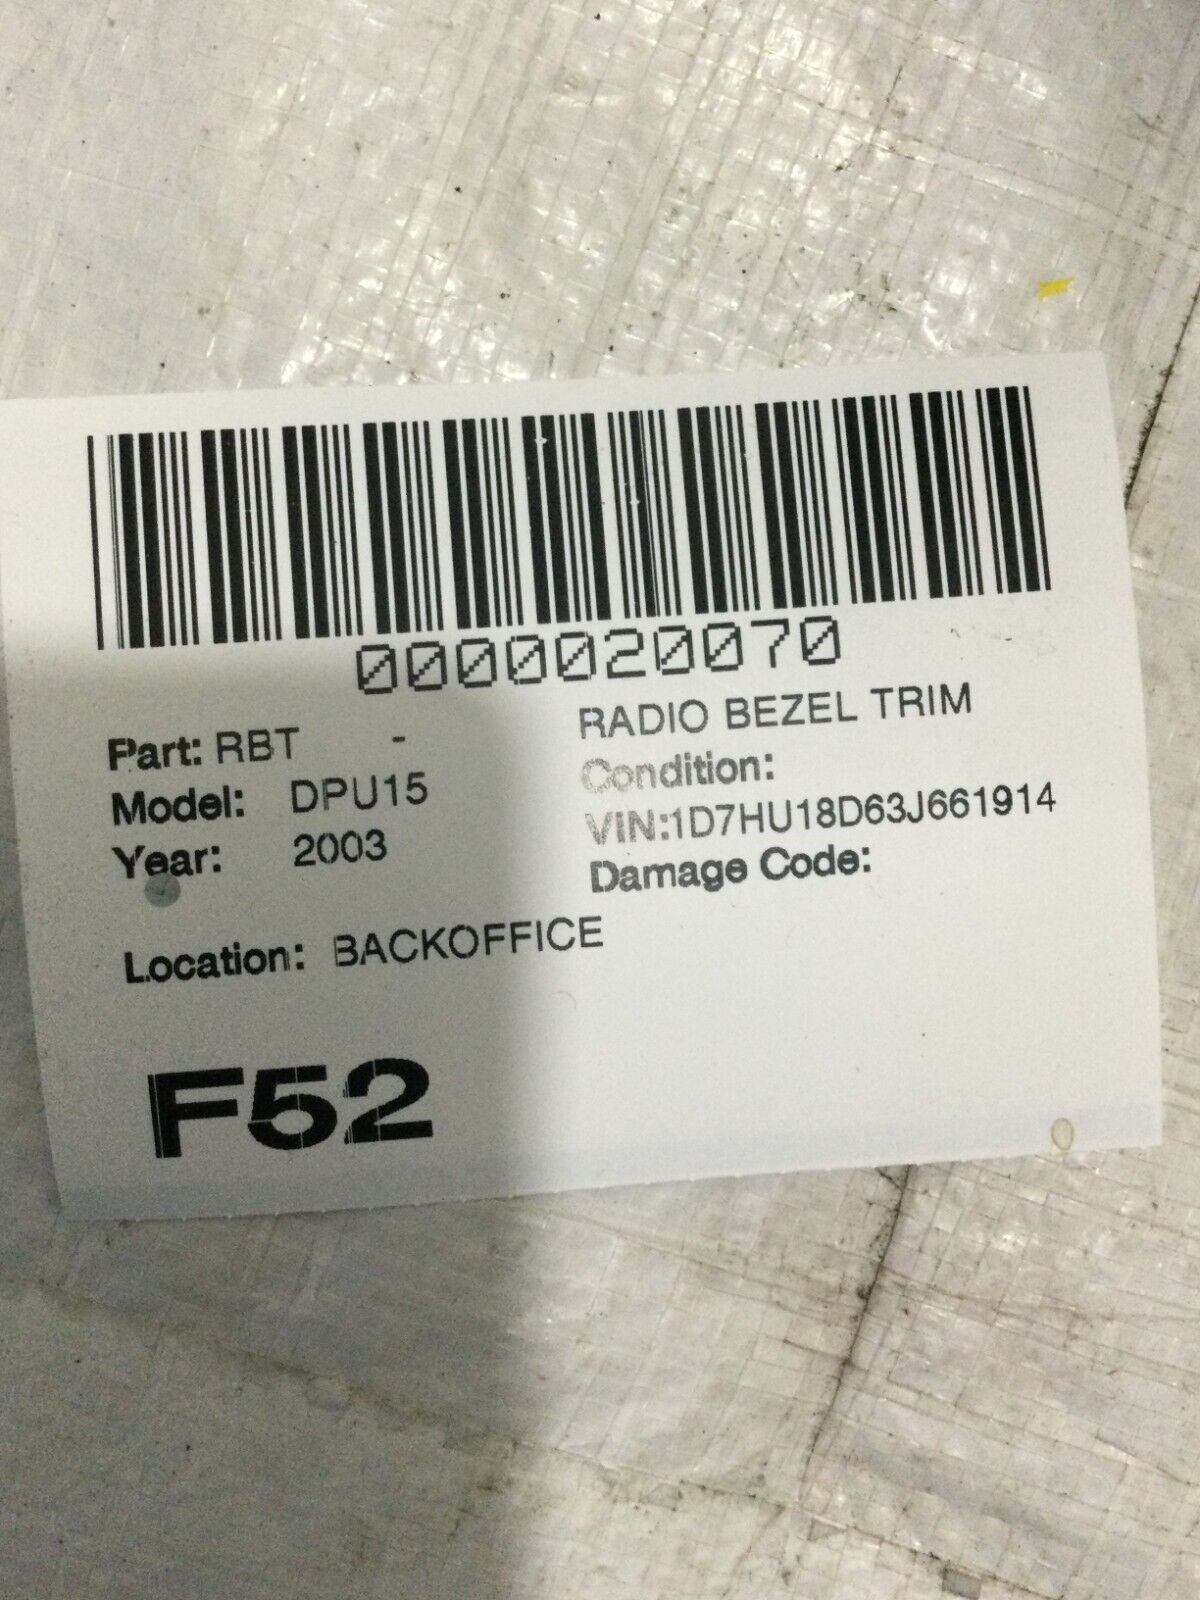 0000020070
Part: RBT - RADIO BEZEL TRIM
Model: DPU15 Condition:
Year: 2003 VIN:1D7HU18D63J661914
Damage Code:
Location: BACKOFFICE
F52